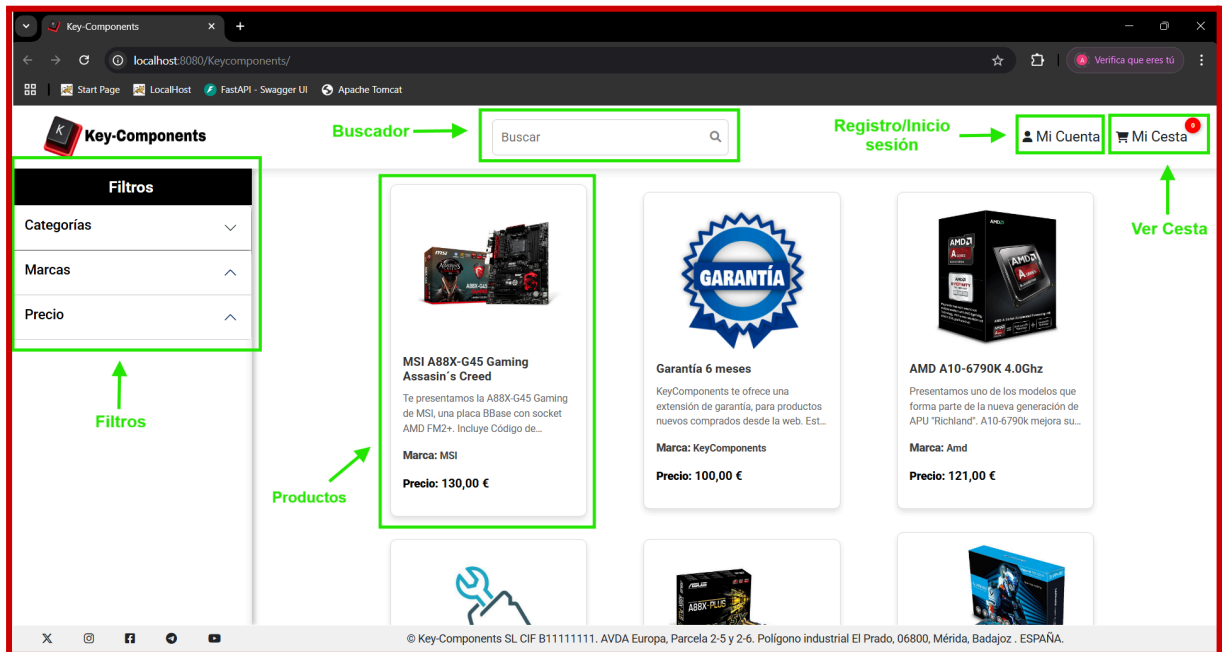 Key-Components
localhost:8080/Keycomponents/
Verifica que eres tú
Start Page
LocalHost
FastAPI - Swagger UI
Apache Tomcat
Key-Components
Buscador
Buscar
Registro/Inicio
sesión
Mi Cuenta
Mi Cesta
0
Ver Cesta
Filtros
Categorías
Marcas
Precio
Filtros
Productos
MSI A88X-G45 Gaming
Assasin´s Creed
Te presentamos la A88X-G45 Gaming
de MSI, una placa BBase con socket
AMD FM2+. Incluye Código de...
Marca: MSI
Precio: 130,00 €
GARANTÍA
Garantía 6 meses
KeyComponents te ofrece una
extensión de garantía, para productos
nuevos comprados desde la web. Est...
Marca: KeyComponents
Precio: 100,00 €
AMD
AMD
AMD
AMD A10-6790K 4.0Ghz
Presentamos uno de los modelos que
forma parte de la nueva generación de
APU "Richland". A10-6790k mejora su...
Marca: Amd
Precio: 121,00 €
A88X-PLUS
© Key-Components SL CIF B11111111. AVDA Europa, Parcela 2-5 y 2-6. Polígono industrial El Prado, 06800, Mérida, Badajoz . ESPAÑA.